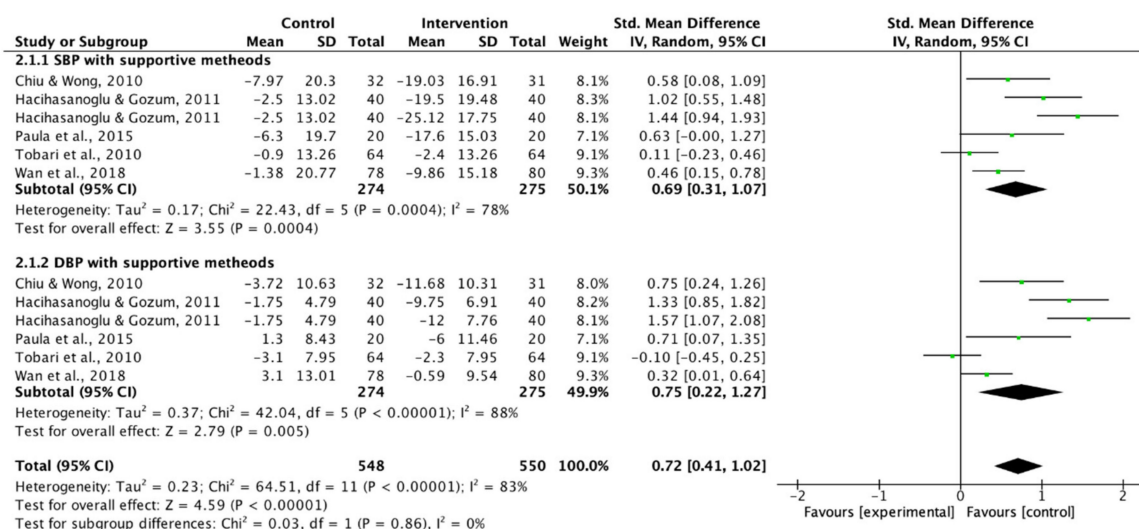 Control Intervention Std. Mean Difference Std. Mean Difference
Study or Subgroup Mean SD Total Mean SD Total Weight IV, Random, 95% CI IV, Random, 95% CI
2.1.1 SBP with supportive metheods
Chiu & Wong, 2010 -7.97 20.3 32 -19.03 16.91 31 8.1% 0.58 [0.08, 1.09]
Hacihasanoglu & Gozum, 2011 -2.5 13.02 40 -19.5 19.48 40 8.3% 1.02 [0.55, 1.48]
Hacihasanoglu & Gozum, 2011 -2.5 13.02 40 -25.12 17.75 40 8.1% 1.44 [0.94, 1.93]
Paula et al., 2015 -6.3 19.7 20 -17.6 15.03 20 7.1% 0.63 [-0.00, 1.27]
Tobari et al., 2010 -0.9 13.26 64 -2.4 13.26 64 9.1% 0.11 [-0.23, 0.46]
Wan et al., 2018 -1.38 20.77 78 -9.86 15.18 80 9.3% 0.46 [0.15, 0.78]
Subtotal (95% CI) 274 275 50.1% 0.69 [0.31, 1.07]
Heterogeneity: Tau² = 0.17; Chi² = 22.43, df = 5 (P = 0.0004); I² = 78%
Test for overall effect: Z = 3.55 (P = 0.0004)
2.1.2 DBP with supportive metheods
Chiu & Wong, 2010 -3.72 10.63 32 -11.68 10.31 31 8.0% 0.75 [0.24, 1.26]
Hacihasanoglu & Gozum, 2011 -1.75 4.79 40 -9.75 6.91 40 8.2% 1.33 [0.85, 1.82]
Hacihasanoglu & Gozum, 2011 -1.75 4.79 40 -12 7.76 40 8.1% 1.57 [1.07, 2.08]
Paula et al., 2015 1.3 8.43 20 -6 11.46 20 7.1% 0.71 [0.07, 1.35]
Tobari et al., 2010 -3.1 7.95 64 -2.3 7.95 64 9.1% -0.10 [-0.45, 0.25]
Wan et al., 2018 3.1 13.01 78 -0.59 9.54 80 9.3% 0.32 [0.01, 0.64]
Subtotal (95% CI) 274 275 49.9% 0.75 [0.22, 1.27]
Heterogeneity: Tau² = 0.37; Chi² = 42.04, df = 5 (P < 0.00001); I² = 88%
Test for overall effect: Z = 2.79 (P = 0.005)
Total (95% CI) 548 550 100.0% 0.72 [0.41, 1.02]
Heterogeneity: Tau² = 0.23; Chi² = 64.51, df = 11 (P < 0.00001); I² = 83%
Test for overall effect: Z = 4.59 (P < 0.00001)
Test for subgroup differences: Chi² = 0.03, df = 1 (P = 0.86), I² = 0%
-2 -1 0 1 2
Favours [experimental] Favours [control]